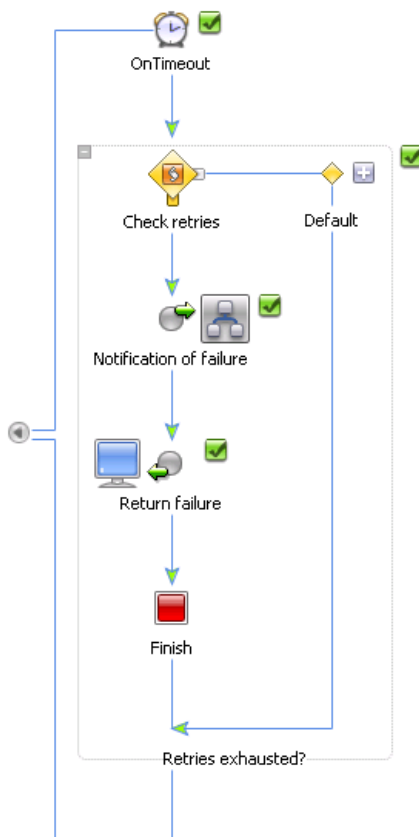 OnTimeout
Check retries
Default
Notification of failure
Return failure
Finish
Retries exhausted?